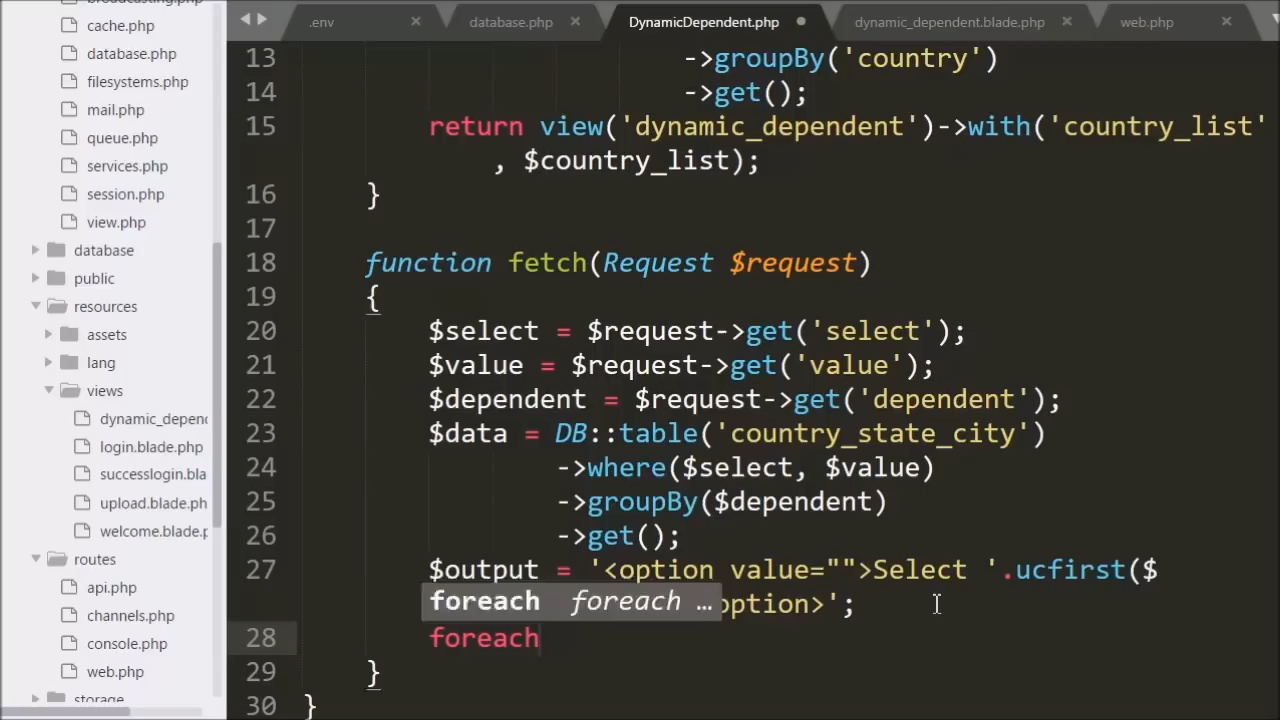 .env
database.php
DynamicDependent.php
dynamic_dependent.blade.php
web.php
broadcasting.php
cache.php
database.php
filesystems.php
mail.php
queue.php
services.php
session.php
view.php
database
public
resources
assets
lang
views
dynamic_depend
login.blade.php
successlogin.bla
upload.blade.ph
welcome.blade.p
routes
api.php
channels.php
console.php
web.php
storage
13 ->groupBy('country')
14 ->get();
15 return view('dynamic_dependent')->with('country_list'
, $country_list);
16 }
17
18 function fetch(Request $request)
19 {
20 $select = $request->get('select');
21 $value = $request->get('value');
22 $dependent = $request->get('dependent');
23 $data = DB::table('country_state_city')
24 ->where($select, $value)
25 ->groupBy($dependent)
26 ->get();
27 $output = '<option value="">Select '.ucfirst($
option>';
foreach foreach …
28 foreach
29 }
30 }